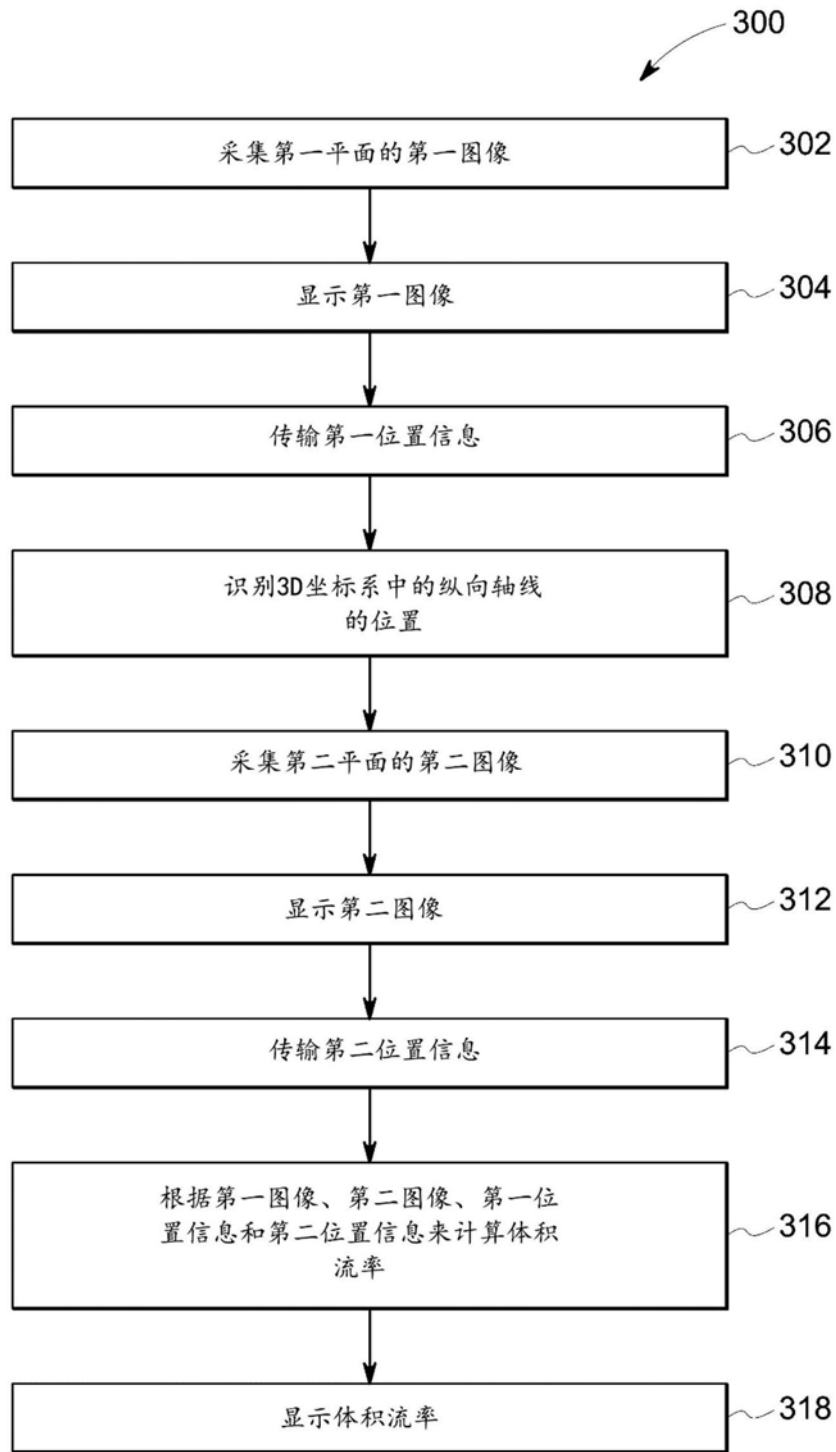 300
采集第一平面的第一图像
302
显示第一图像
304
传输第一位置信息
306
识别3D坐标系中的纵向轴线
的位置
308
采集第二平面的第二图像
310
显示第二图像
312
传输第二位置信息
314
根据第一图像、第二图像、第一位
置信息和第二位置信息来计算体积
流率
316
显示体积流率
318